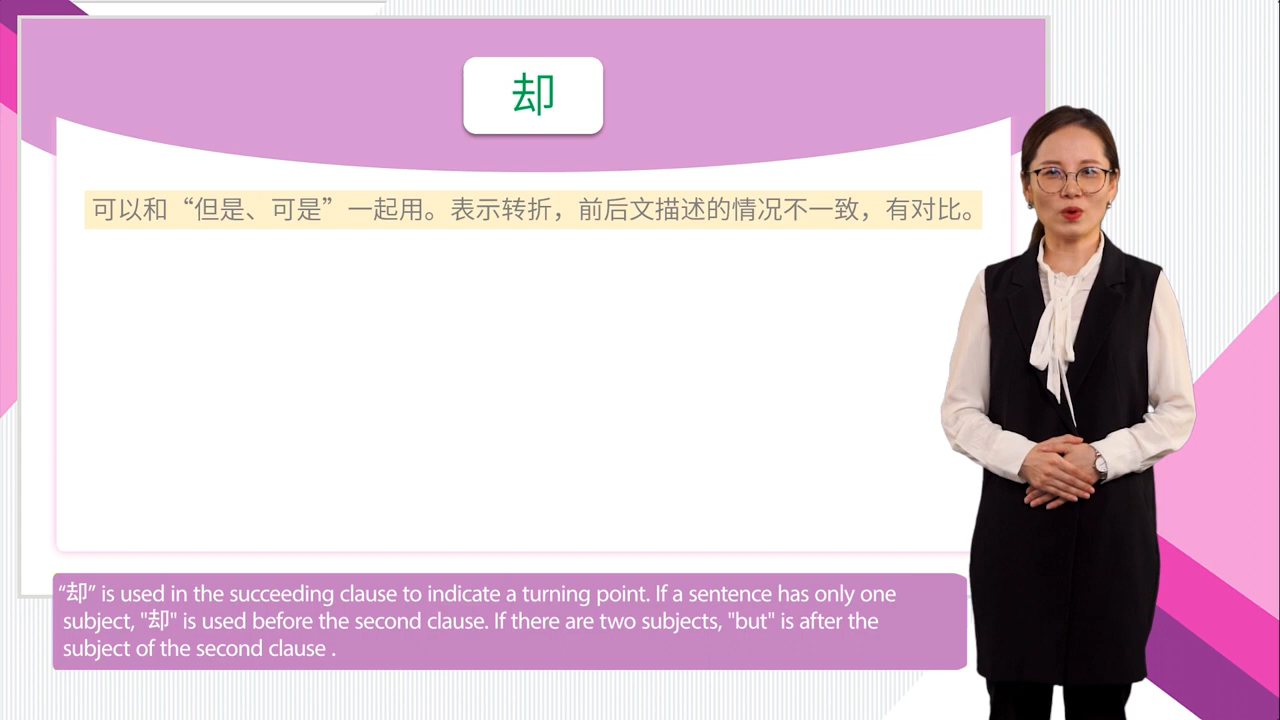 却
可以和“但是、可是”一起用。表示转折，前后文描述的情况不一致，有对比。
“却” is used in the succeeding clause to indicate a turning point. If a sentence has only one
subject, "却" is used before the second clause. If there are two subjects, "but" is after the
subject of the second clause .